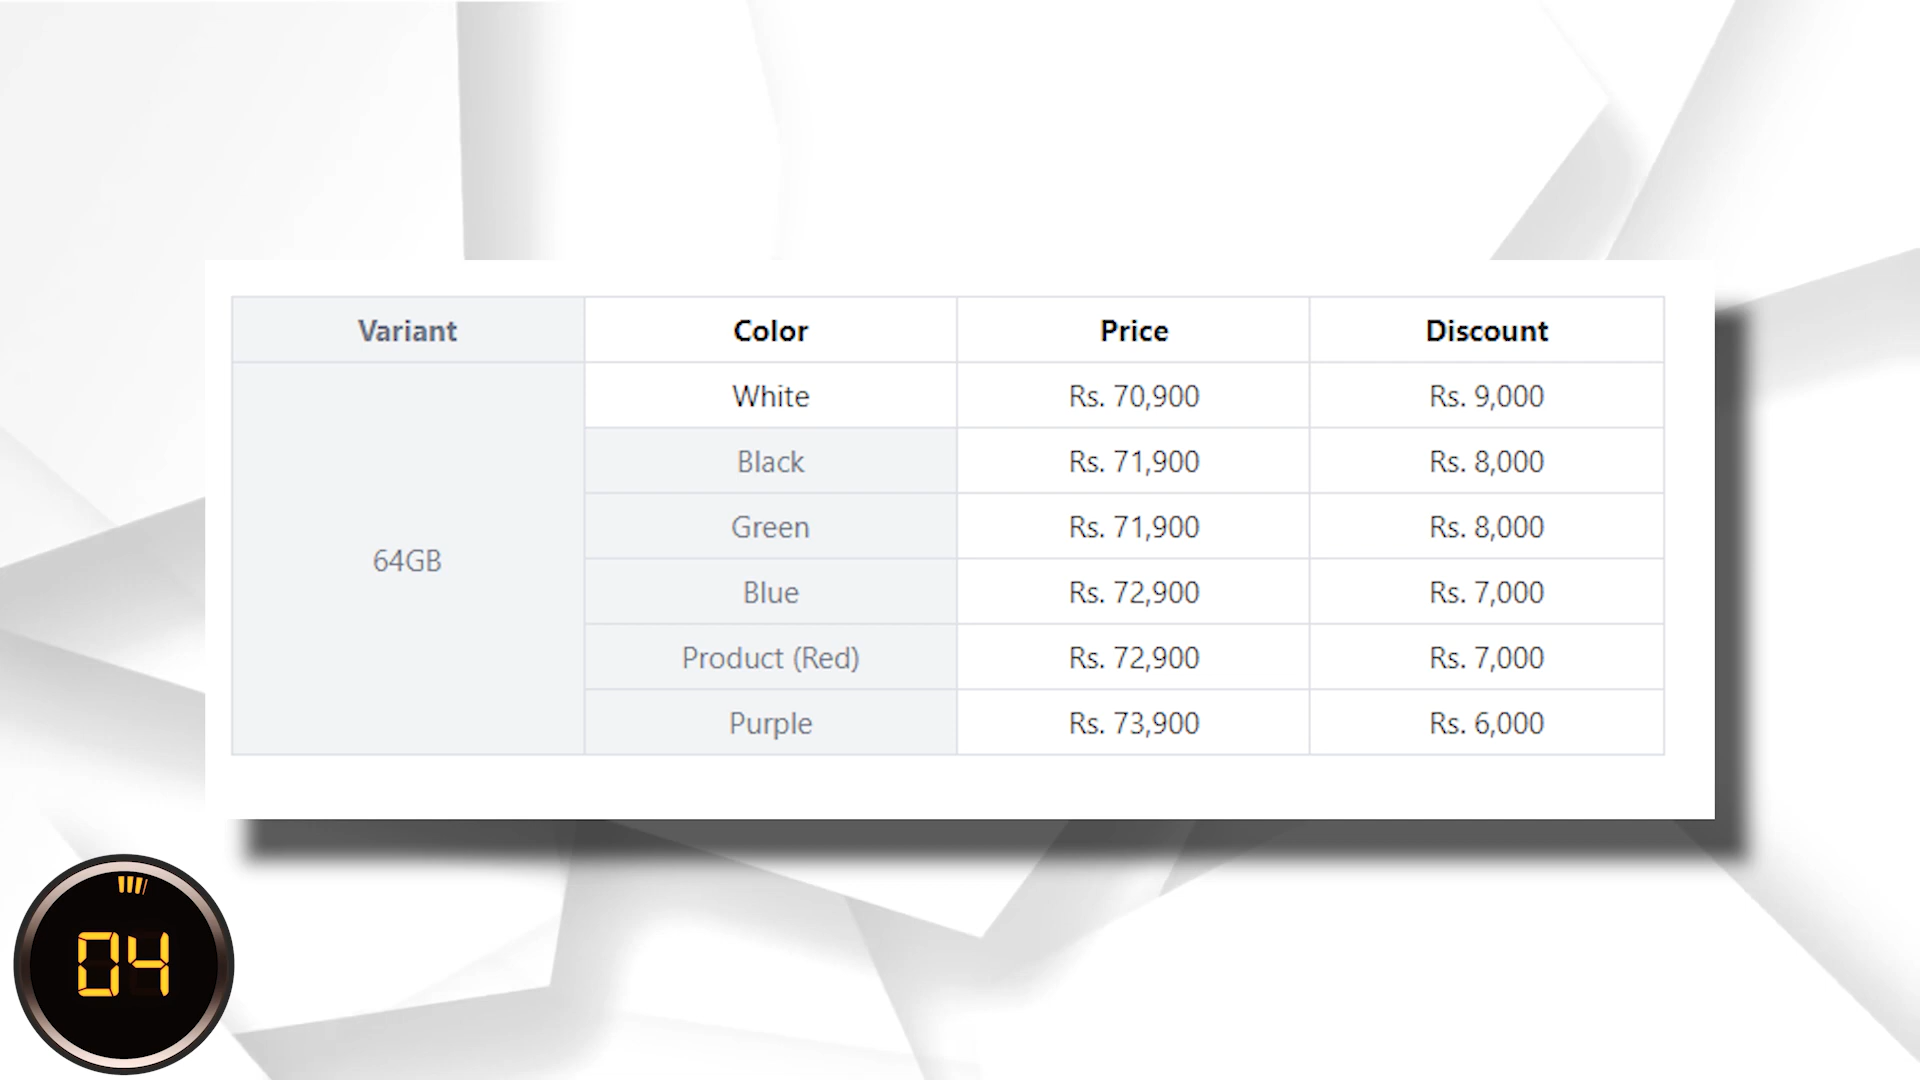 Variant Color Price Discount
White Rs. 70,900 Rs. 9,000
Black Rs. 71,900 Rs. 8,000
Green Rs. 71,900 Rs. 8,000
64GB
Blue Rs. 72,900 Rs. 7,000
Product (Red) Rs. 72,900 Rs. 7,000
Purple Rs. 73,900 Rs. 6,000
04